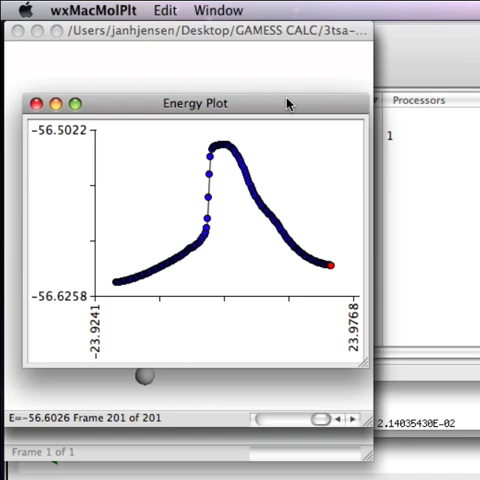 wxMacMolPlt Edit Window
/Users/janhjensen/Desktop/GAMESS CALC/3tsa-...
Energy Plot
Processors
1
-56.5022
-56.6258
-23.9241
23.9768
E=-56.6026 Frame 201 of 201
2.14035430E-02
Frame 1 of 1